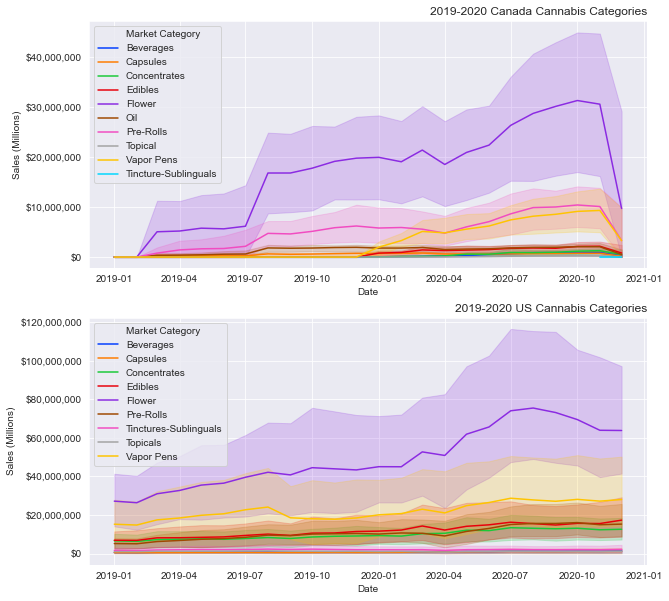 2019-2020 Canada Cannabis Categories
Market Category
Beverages
Capsules
Concentrates
Edibles
Flower
Oil
Pre-Rolls
Topical
Vapor Pens
Tincture-Sublinguals
$40,000,000
$30,000,000
$20,000,000
$10,000,000
$0
Sales (Millions)
2019-01
2019-04
2019-07
2019-10
2020-01
2020-04
2020-07
2020-10
2021-01
Date
2019-2020 US Cannabis Categories
Market Category
Beverages
Capsules
Concentrates
Edibles
Flower
Pre-Rolls
Tinctures-Sublinguals
Topicals
Vapor Pens
$120,000,000
$100,000,000
$80,000,000
$60,000,000
$40,000,000
$20,000,000
$0
Sales (Millions)
2019-01
2019-04
2019-07
2019-10
2020-01
2020-04
2020-07
2020-10
2021-01
Date